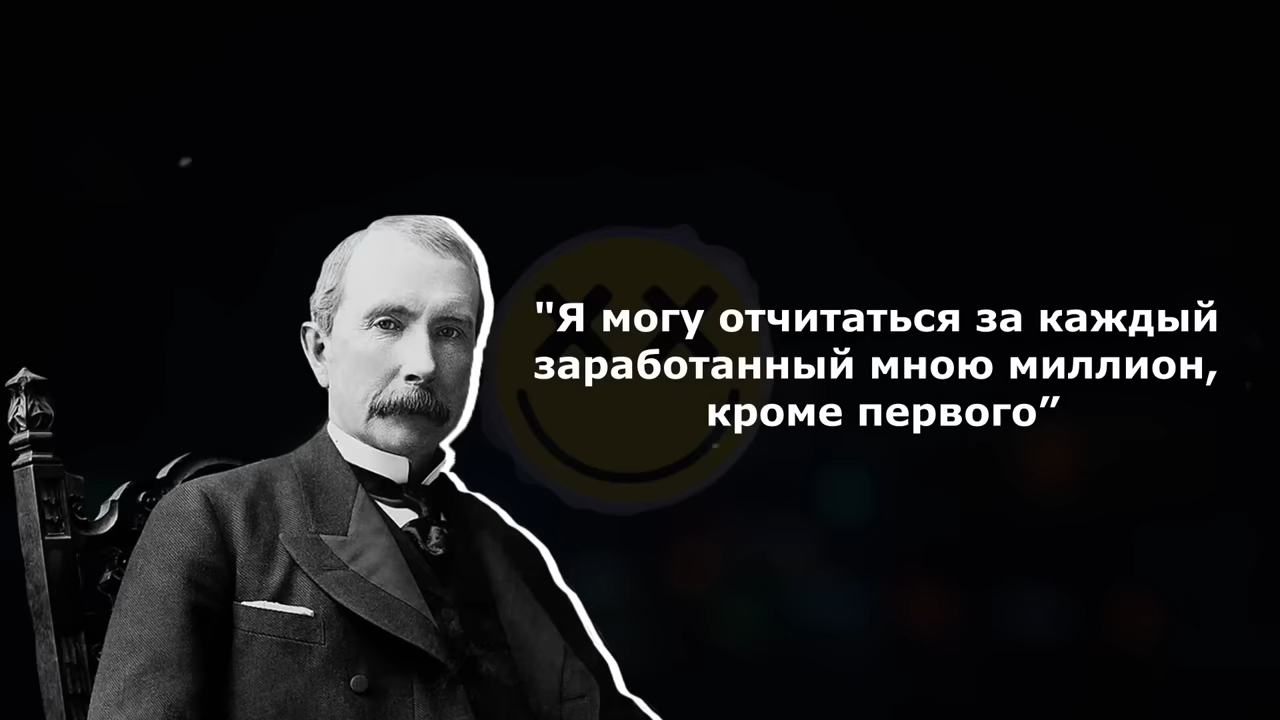 "Я могу отчитаться за каждый
заработанный мною миллион,
кроме первого”